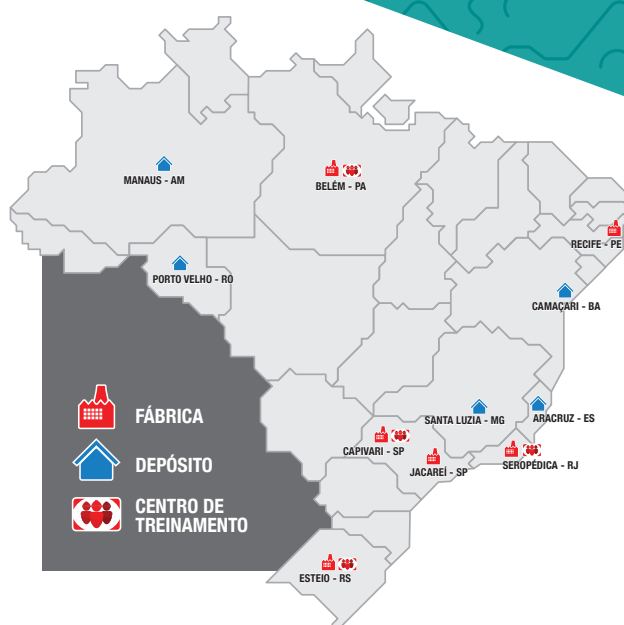 MANAUS - AM
BELÉM - PA
RECIFE - PE
PORTO VELHO - RO
CAMAÇARI - BA
FÁBRICA
DEPÓSITO
CENTRO DE
TREINAMENTO
SANTA LUZIA - MG
ARACRUZ - ES
CAPIVARI - SP
JACAREÍ - SP
SEROPÉDICA - RJ
ESTEIO - RS